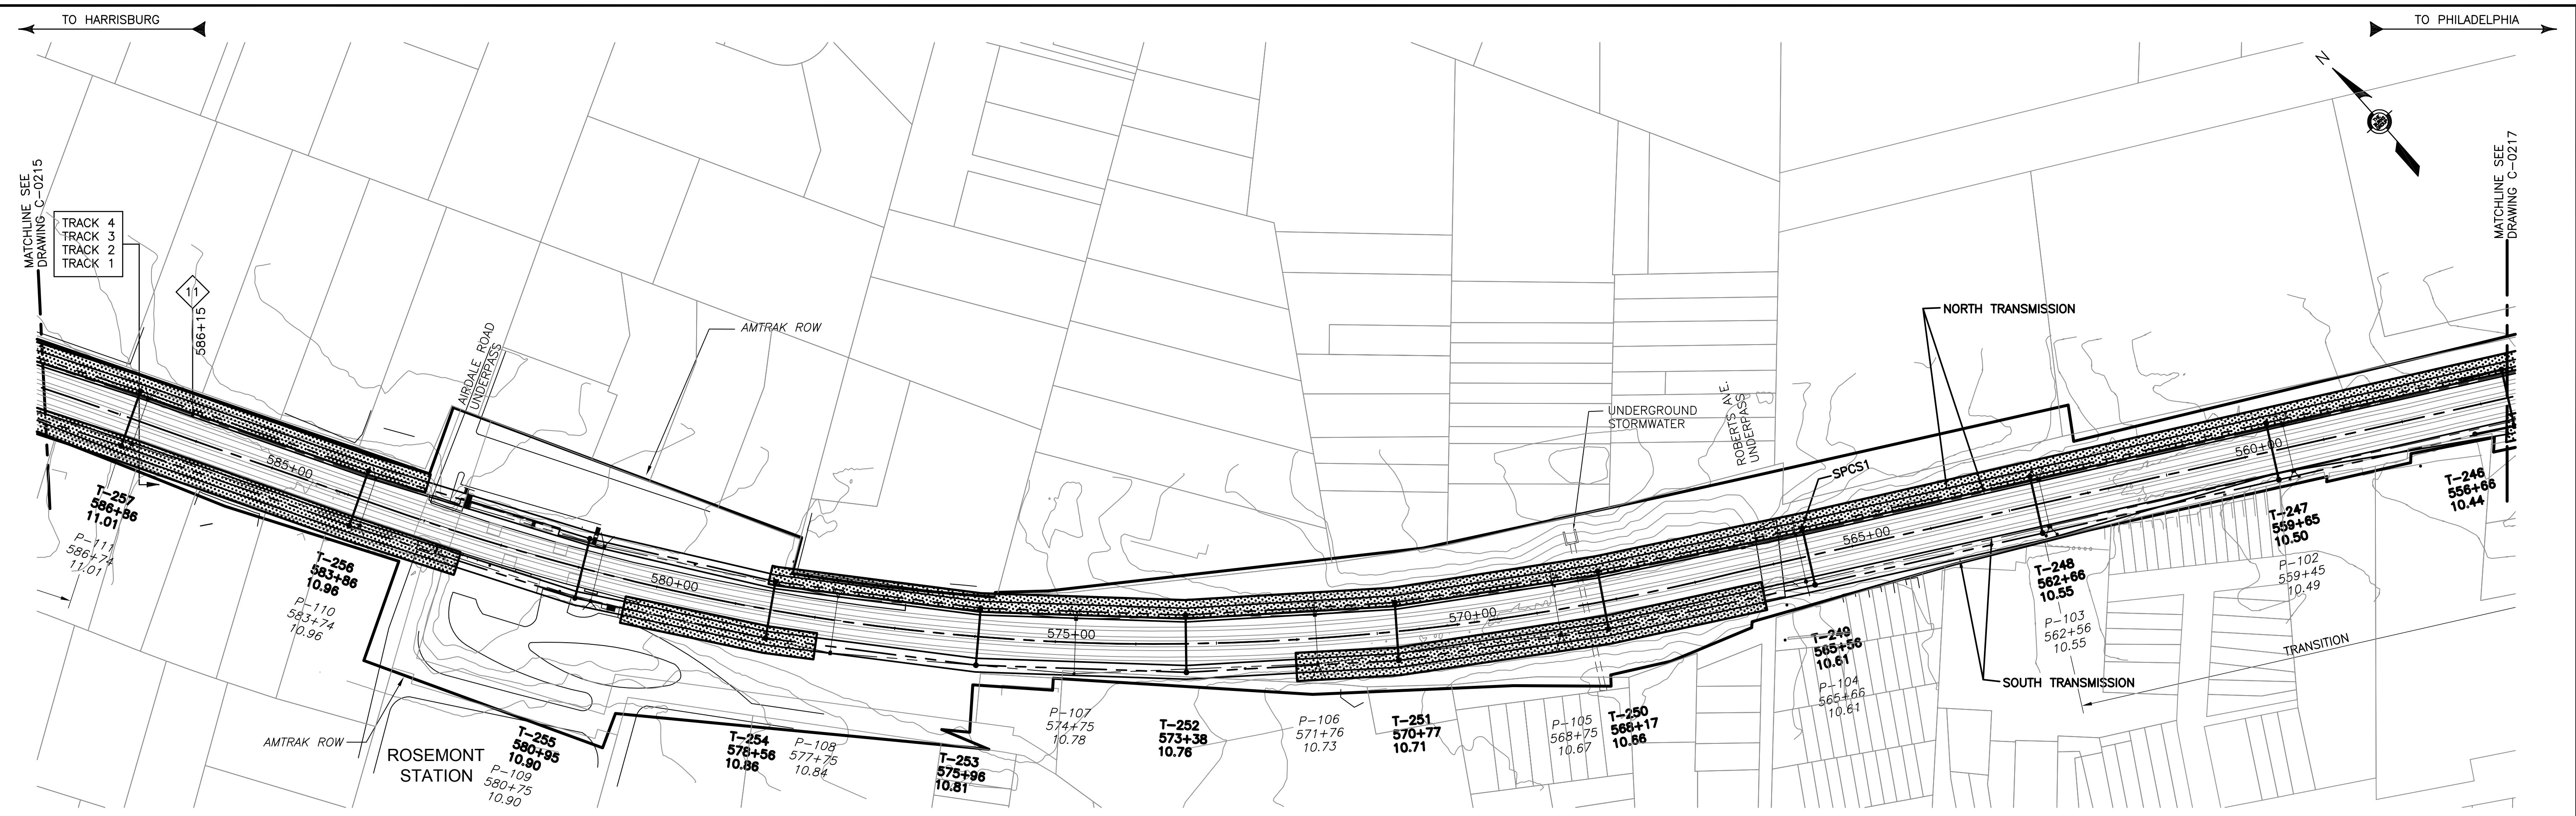 TO HARRISBURG
TO PHILADELPHIA
N
MATCHLINE SEE
DRAWING C-0215
TRACK 4
TRACK 3
TRACK 2
TRACK 1
11
586+15
AIRDALE ROAD
UNDERPASS
AMTRAK ROW
MATCHLINE SEE
DRAWING C-0217
NORTH TRANSMISSION
UNDERGROUND
STORMWATER
ROBERTS AVE.
UNDERPASS
SPCS1
585+00
580+00
575+00
570+00
565+00
560+00
T-257
586+86
11.01
P-111
586+74
11.01
T-256
583+86
10.96
P-110
583+74
10.96
AMTRAK ROW
ROSEMONT
STATION
T-255
580+95
10.90
P-109
580+75
10.90
T-254
578+56
10.86
P-108
577+75
10.84
T-253
575+96
10.81
P-107
574+75
10.78
T-252
573+38
10.76
P-106
571+76
10.73
T-251
570+77
10.71
P-105
568+75
10.67
T-250
568+17
10.66
T-249
565+56
10.61
P-104
565+66
10.61
SOUTH TRANSMISSION
T-248
562+66
10.55
P-103
562+56
10.55
TRANSITION
T-247
559+65
10.50
P-102
559+45
10.49
T-246
556+66
10.44